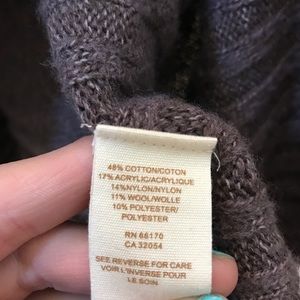 48% COTTON/COTON
17% ACRYLIC/ACRYLIQUE
14%NYLON/NYLON
11% WOOL/WOLLE
10% POLYESTER/
POLYESTER
RN 66170
CA 32054
SEE REVERSE FOR CARE
VOIR L'INVERSE POUR
LE SOIN